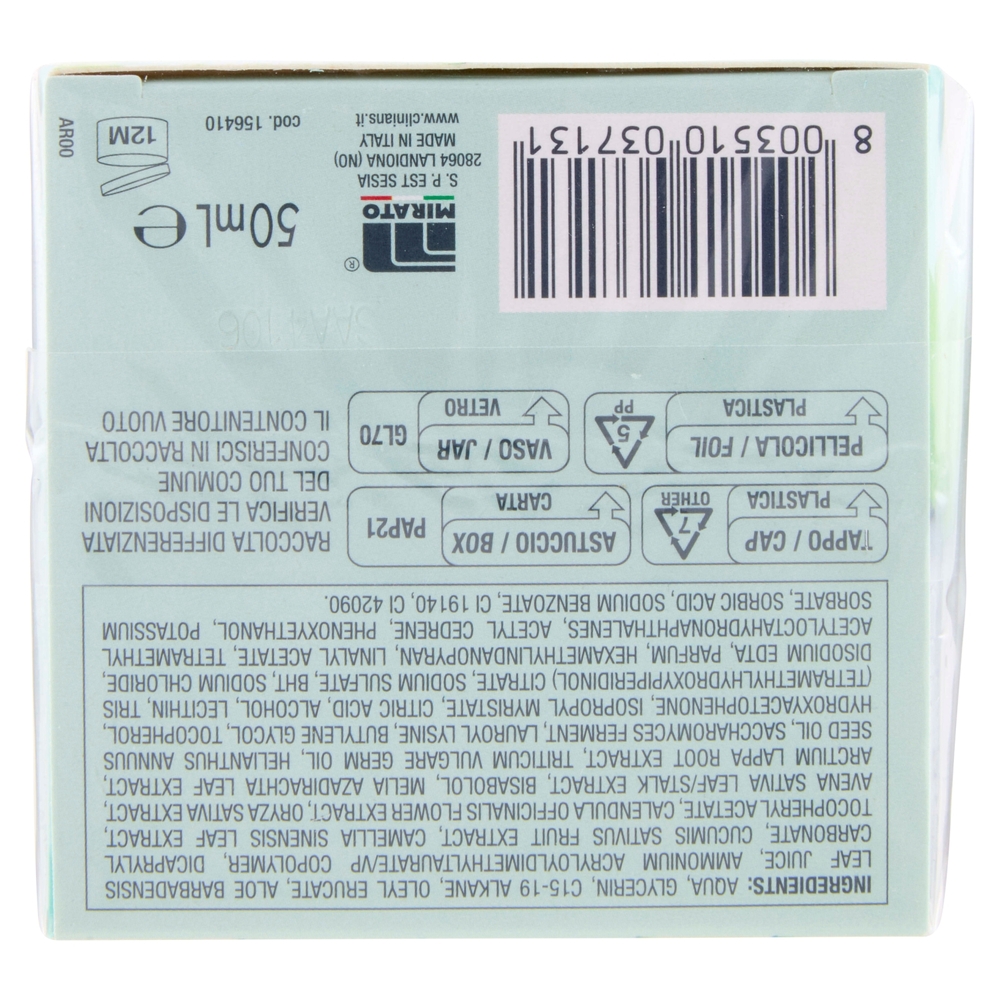 INGREDIENTS: AQUA, GLYCERIN, C15-19 ALKANE, OLEYL ERUCATE, ALOE BARBADENSIS
LEAF JUICE, AMMONIUM ACRYLOYLDIMETHYLTAURATE/VP COPOLYMER, DICAPRYLYL
CARBONATE, CUCUMIS SATIVUS FRUIT EXTRACT, CAMELLIA SINENSIS LEAF EXTRACT,
TOCOPHERYL ACETATE, CALENDULA OFFICINALIS FLOWER EXTRACT, ORYZA SATIVA EXTRACT,
AVENA SATIVA LEAF/STALK EXTRACT, BISABOLOL, MELIA AZADIRACHTA LEAF EXTRACT,
ARCTIUM LAPPA ROOT EXTRACT, TRITICUM VULGARE GERM OIL, HELIANTHUS ANNUUS
SEED OIL, SACCHAROMYCES FERMENT, LAUROYL LYSINE, BUTYLENE GLYCOL, TOCOPHEROL,
HYDROXYACETOPHENONE, ISOPROPYL MYRISTATE, CITRIC ACID, ALCOHOL, LECITHIN, TRIS
(TETRAMETHYLHYDROXYPIPERIDINOL) CITRATE, SODIUM SULFATE, BHT, SODIUM CHLORIDE,
DISODIUM EDTA, PARFUM, HEXAMETHYLINDANOPYRAN, LINALYL ACETATE, TETRAMETHYL
ACETYLOCTAHYDRONAPHTHALENES, ACETYL CEDRENE, PHENOXYETHANOL, POTASSIUM
SORBATE, SORBIC ACID, SODIUM BENZOATE, CI 19140, CI 42090.
TAPPO / CAP
PLASTICA
7
OTHER
ASTUCCIO / BOX
CARTA
PAP21
PELLICOLA / FOIL
PLASTICA
5
PP
VASO / JAR
VETRO
GL70
RACCOLTA DIFFERENZIATA
VERIFICA LE DISPOSIZIONI
DEL TUO COMUNE
CONFERISCI IN RACCOLTA
IL CONTENITORE VUOTO
8 003510 037131
®
MIRATO
S. P. EST SESIA
28064 LANDIONA (NO)
MADE IN ITALY
www.clinians.it
50mL e
cod. 156410
12M
AR00